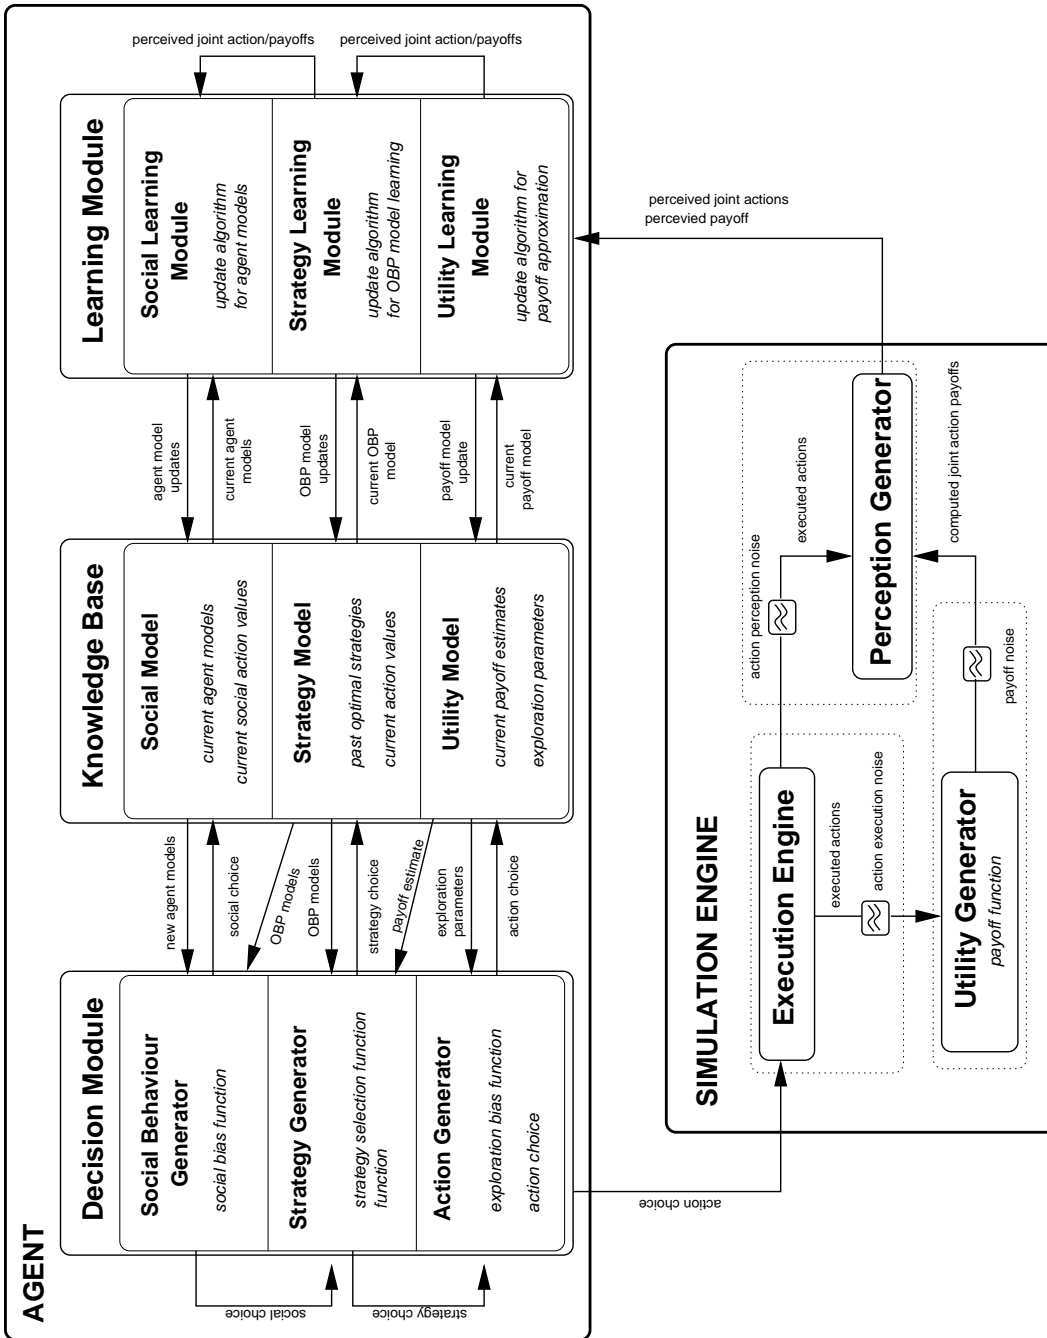 AGENT
Decision Module
Social Behaviour
Generator
social bias function
Strategy Generator
strategy selection function
function
Action Generator
exploration bias function
action choice
social choice
strategy choice
new agent models
social choice
OBP models
OBP models
strategy choice
payoff estimate
exploration
parameters
action choice
Knowledge Base
Social Model
current agent models
current social action values
Strategy Model
past optimal strategies
current action values
Utility Model
current payoff estimates
exploration parameters
agent model
updates
current agent
models
OBP model
updates
current OBP
model
payoff model
update
current
payoff model
Learning Module
Social Learning
Module
update algorithm
for agent models
Strategy Learning
Module
update algorithm
for OBP model learning
Utility Learning
Module
update algorithm for
payoff approximation
perceived joint action/payoffs
perceived joint action/payoffs
perceived joint actions
percevied payoff
action choice
SIMULATION ENGINE
Execution Engine
executed actions
action execution noise
Utility Generator
payoff function
action perception noise
executed actions
Perception Generator
payoff noise
computed joint action payoffs